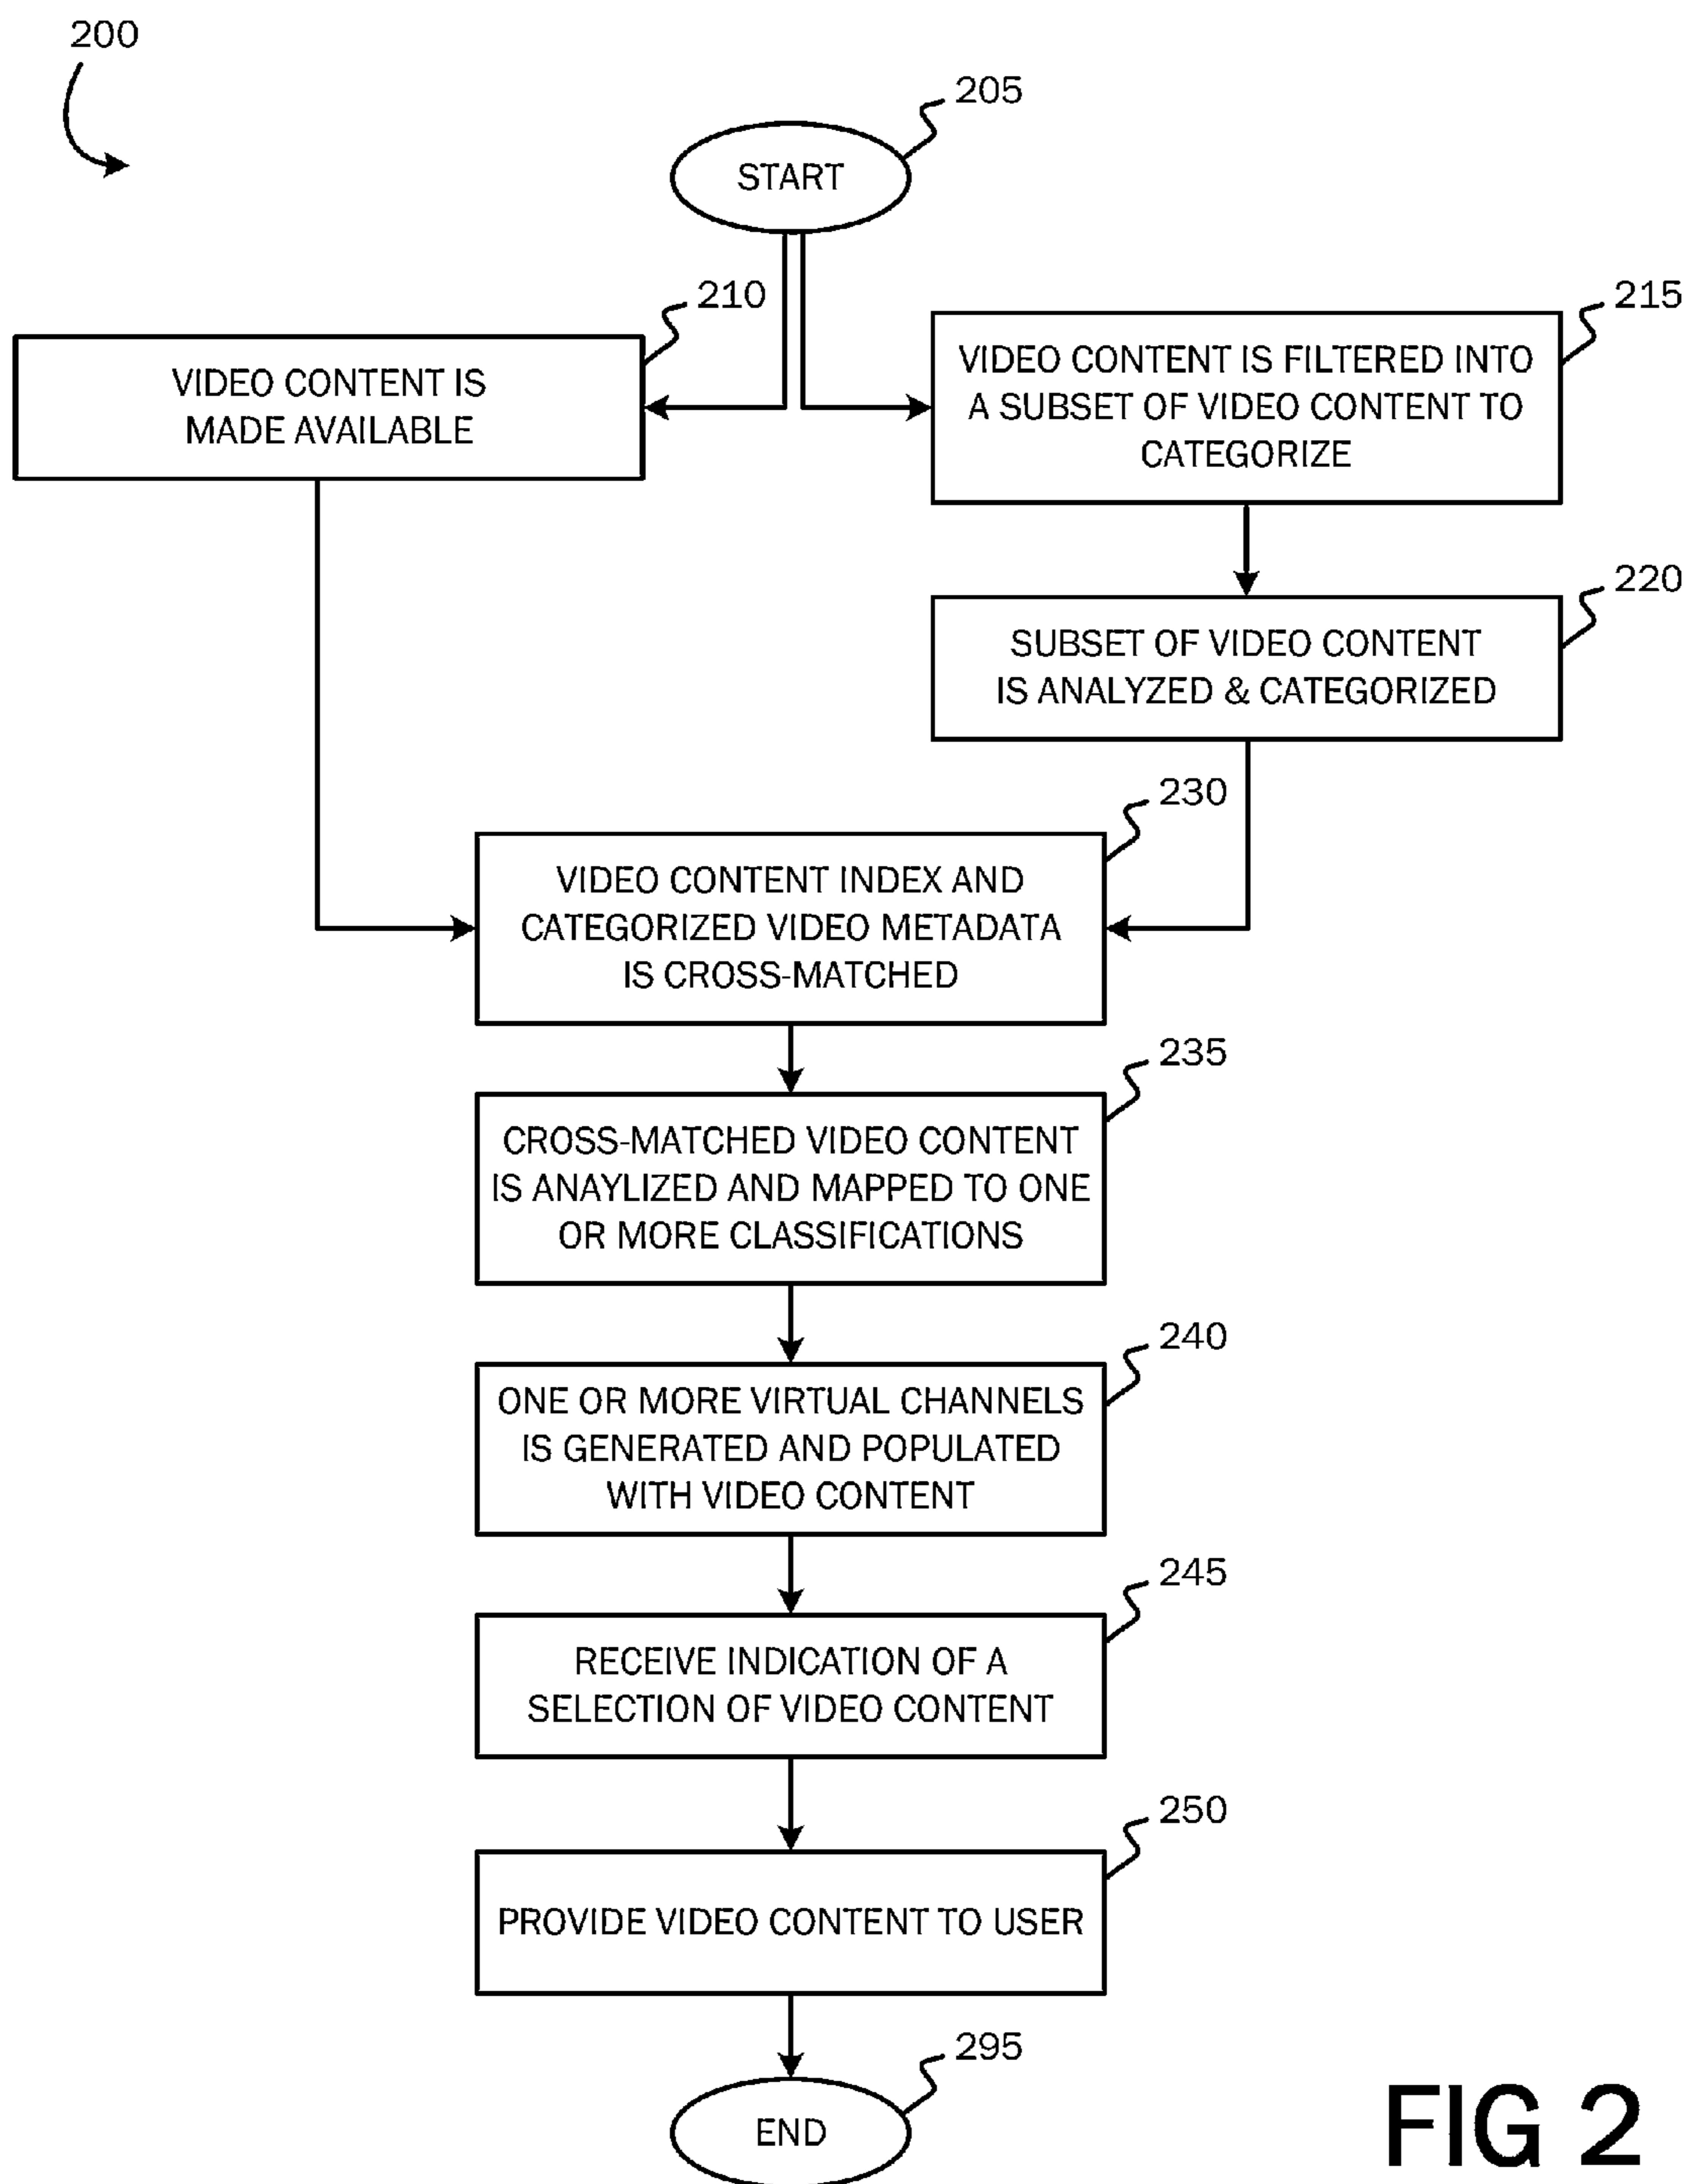 200
205
START
210
VIDEO CONTENT IS
MADE AVAILABLE
215
VIDEO CONTENT IS FILTERED INTO
A SUBSET OF VIDEO CONTENT TO
CATEGORIZE
220
SUBSET OF VIDEO CONTENT
IS ANALYZED & CATEGORIZED
230
VIDEO CONTENT INDEX AND
CATEGORIZED VIDEO METADATA
IS CROSS-MATCHED
235
CROSS-MATCHED VIDEO CONTENT
IS ANAYLIZED AND MAPPED TO ONE
OR MORE CLASSIFICATIONS
240
ONE OR MORE VIRTUAL CHANNELS
IS GENERATED AND POPULATED
WITH VIDEO CONTENT
245
RECEIVE INDICATION OF A
SELECTION OF VIDEO CONTENT
250
PROVIDE VIDEO CONTENT TO USER
295
END
FIG 2